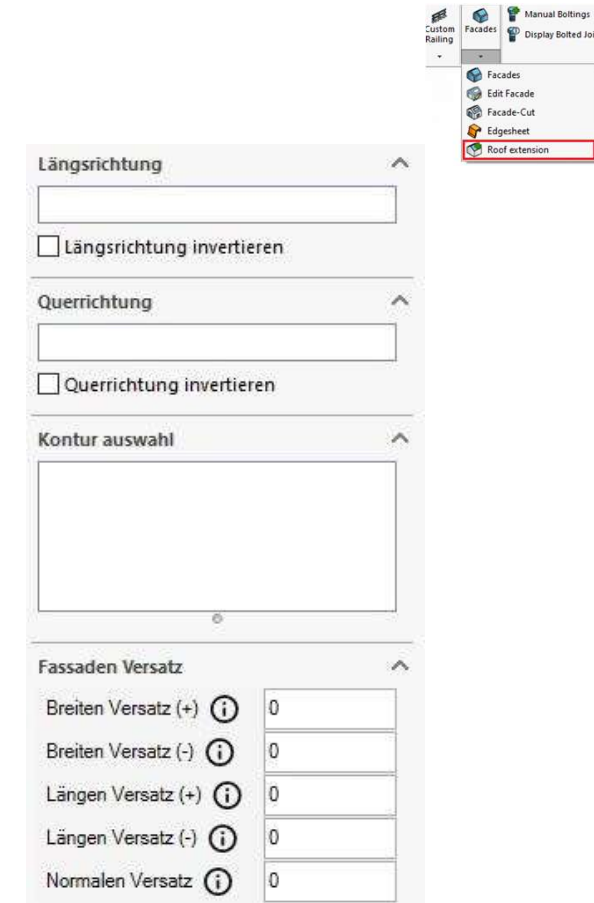 Custom
Railing
Facades
Manual Boltings
Display Bolted Joi
Facades
Edit Facade
Facade-Cut
Edgesheet
Roof extension
Längsrichtung
Längsrichtung invertieren
Querrichtung
Querrichtung invertieren
Kontur auswahl
Fassaden Versatz
Breiten Versatz (+) 0
Breiten Versatz (-) 0
Längen Versatz (+) 0
Längen Versatz (-) 0
Normalen Versatz 0